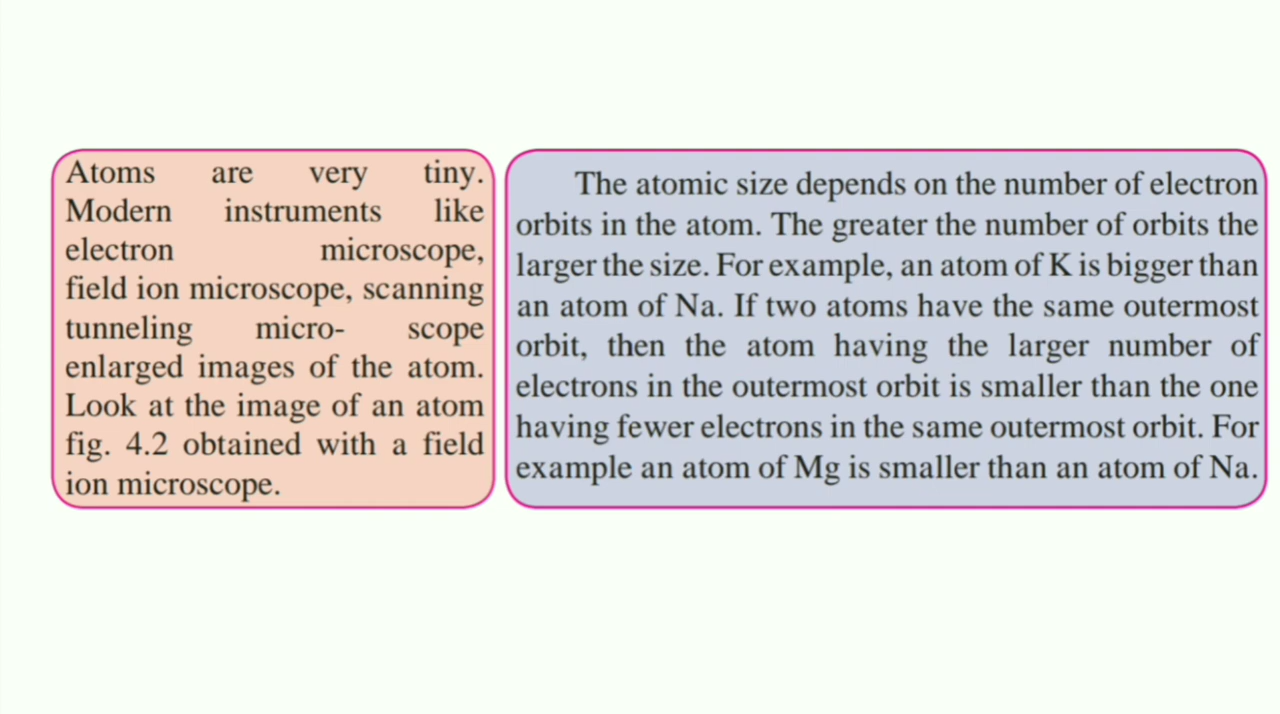 Atoms are very tiny.
Modern instruments like
electron microscope,
field ion microscope, scanning
tunneling micro- scope
enlarged images of the atom.
Look at the image of an atom
fig. 4.2 obtained with a field
ion microscope.
The atomic size depends on the number of electron
orbits in the atom. The greater the number of orbits the
larger the size. For example, an atom of K is bigger than
an atom of Na. If two atoms have the same outermost
orbit, then the atom having the larger number of
electrons in the outermost orbit is smaller than the one
having fewer electrons in the same outermost orbit. For
example an atom of Mg is smaller than an atom of Na.